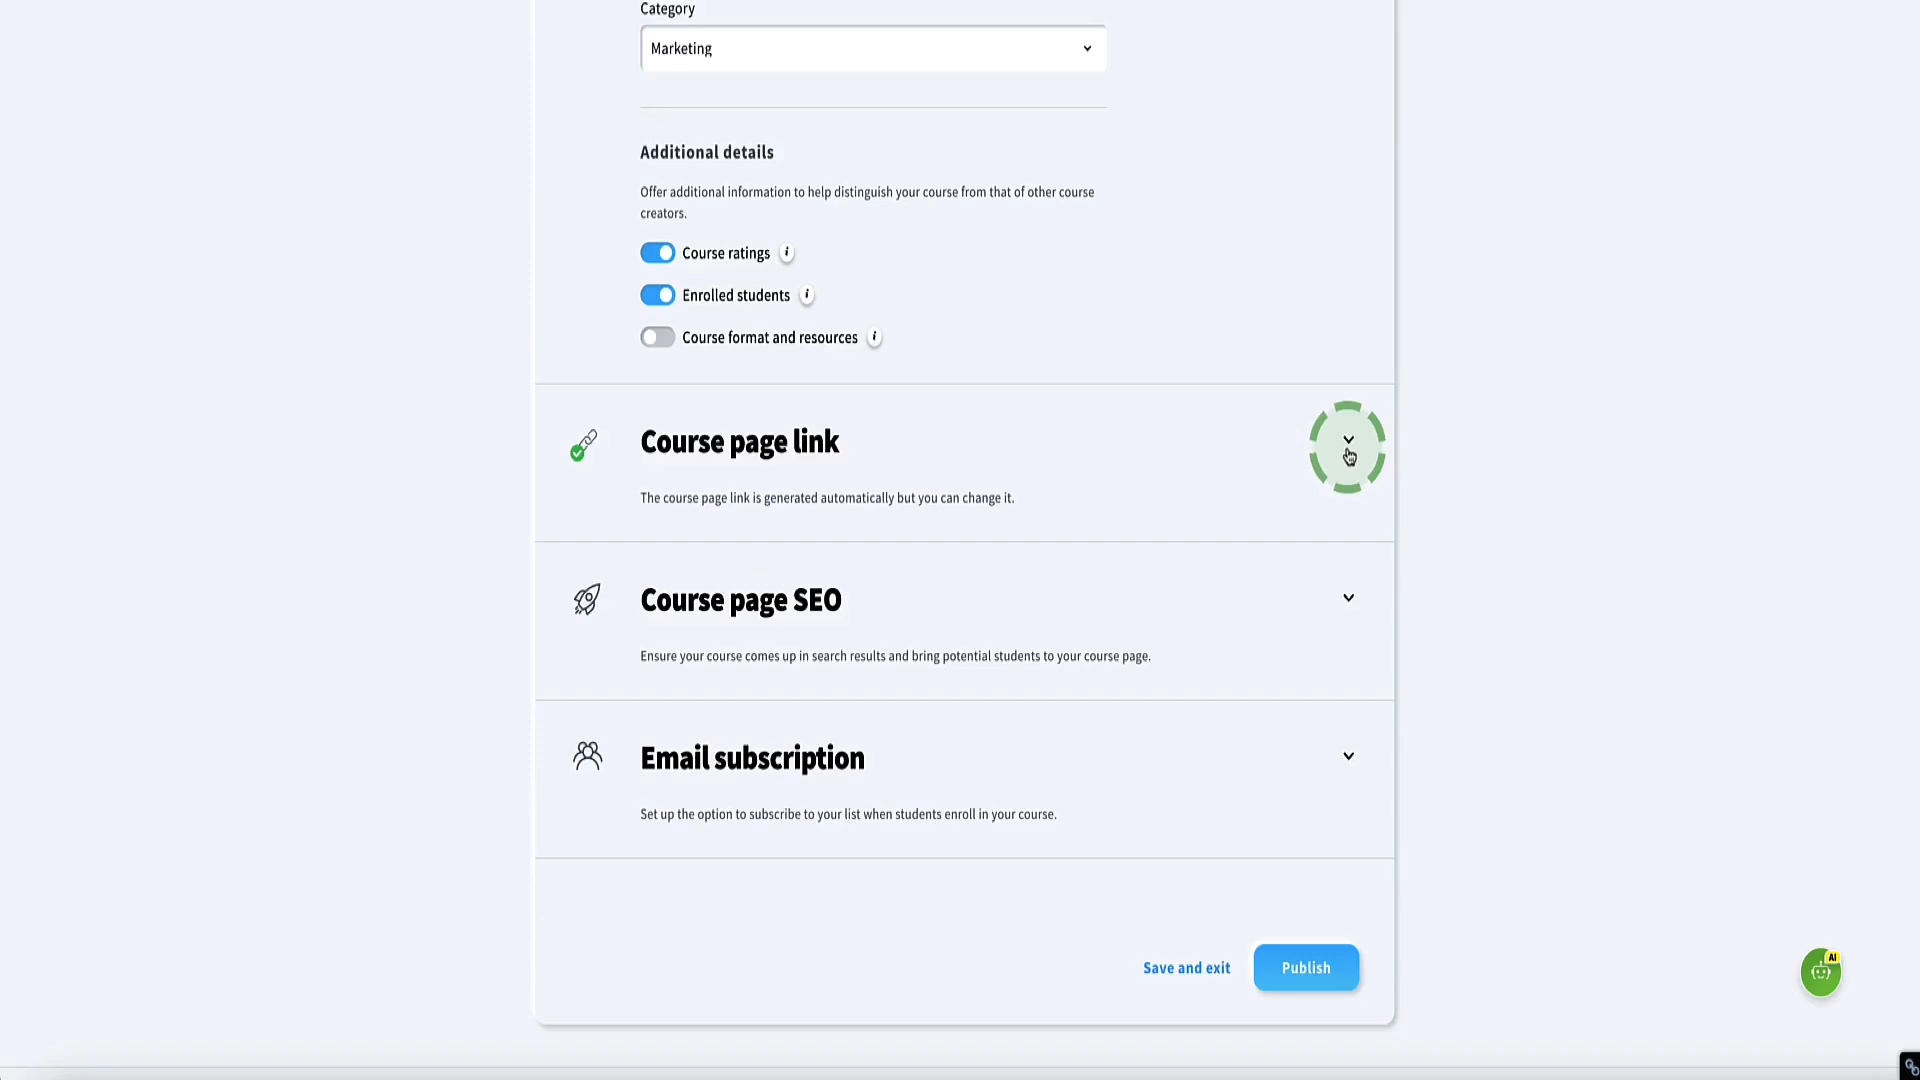 Category
Marketing
Additional details
Offer additional information to help distinguish your course from that of other course
creators.
Course ratings i
Enrolled students i
Course format and resources i
Course page link
The course page link is generated automatically but you can change it.
Course page SEO
Ensure your course comes up in search results and bring potential students to your course page.
Email subscription
Set up the option to subscribe to your list when students enroll in your course.
Save and exit
Publish
AI